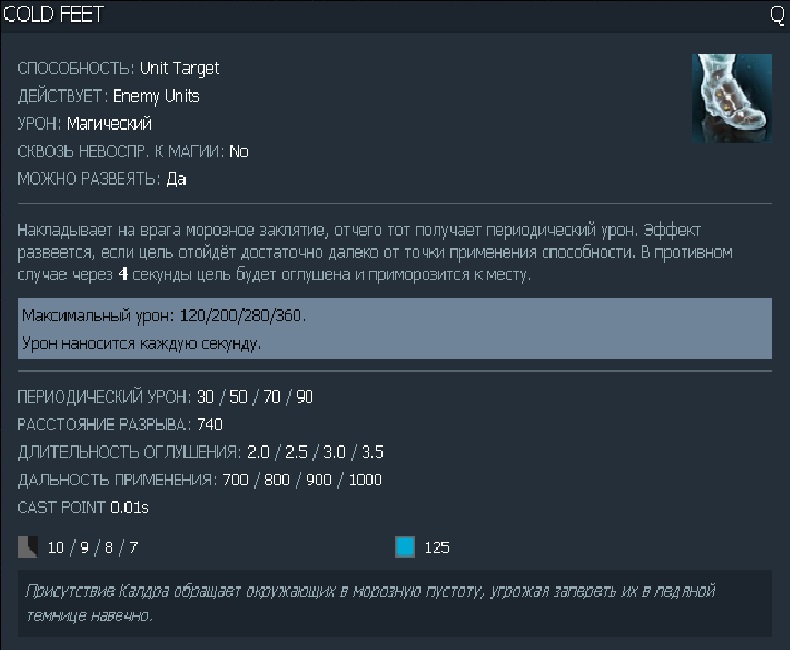 COLD FEET
Q
СПОСОБНОСТЬ: Unit Target
ДЕЙСТВУЕТ: Enemy Units
УРОН: Магический
СКВОЗЬ НЕВОСПР. К МАГИИ: No
МОЖНО РАЗВЕЯТЬ: Да
Накладывает на врага морозное заклятие, отчего тот получает периодический урон. Эффект
развеется, если цель отойдёт достаточно далеко от точки применения способности. В противном
случае через 4 секунды цель будет оглушена и приморозится к месту.
Максимальный урон: 120/200/280/360.
Урон наносится каждую секунду.
ПЕРИОДИЧЕСКИЙ УРОН: 30 / 50 / 70 / 90
РАССТОЯНИЕ РАЗРЫВА: 740
ДЛИТЕЛЬНОСТЬ ОГЛУШЕНИЯ: 2.0 / 2.5 / 3.0 / 3.5
ДАЛЬНОСТЬ ПРИМЕНЕНИЯ: 700 / 800 / 900 / 1000
CAST POINT 0.01s
10 / 9 / 8 / 7
125
Присутствие Калдра обращает окружающих в морозную пустоту, угрожая запереть их в ледяной
темнице навечно.